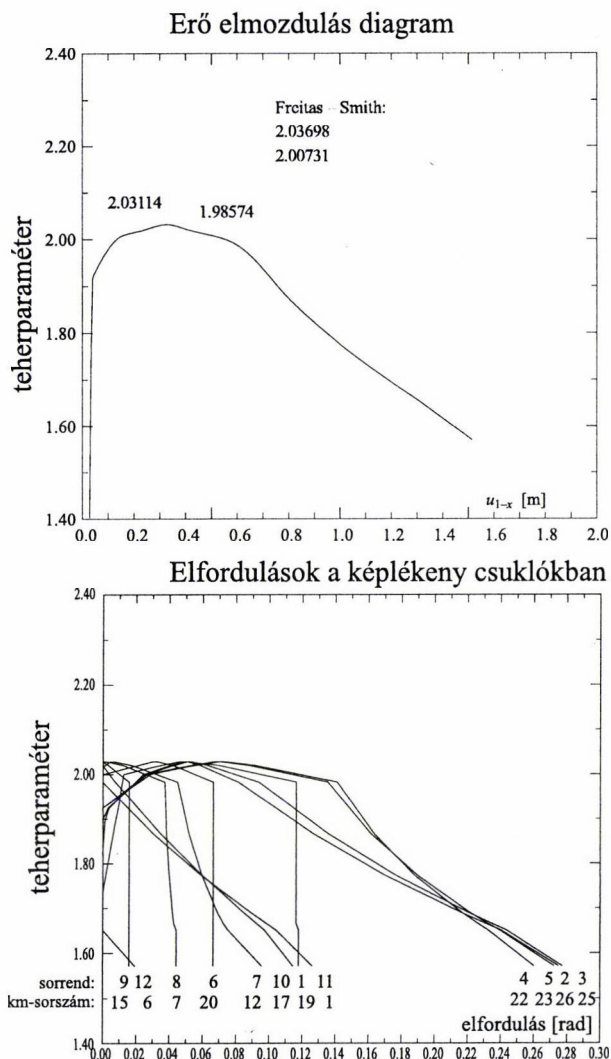 Erő elmozdulás diagram
2.40
2.20
2.00
1.80
1.60
1.40
teherparaméter
Freitas – Smith:
2.03698
2.00731
2.03114
1.98574
u1-x [m]
0.0 0.2 0.4 0.6 0.8 1.0 1.2 1.4 1.6 1.8 2.0
Elfordulások a képlékeny csuklókban
2.40
2.20
2.00
1.80
1.60
1.40
teherparaméter
sorrend: 9 12 8 6 7 10 1 11 4 5 2 3
km-sorszám: 15 6 7 20 12 17 19 1 22 23 26 25
elfordulás [rad]
0.00 0.02 0.04 0.06 0.08 0.10 0.12 0.14 0.16 0.18 0.20 0.22 0.24 0.26 0.28 0.30